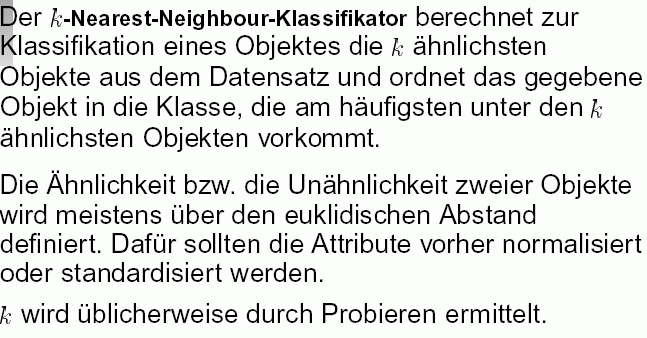 Der k-Nearest-Neighbour-Klassifikator berechnet zur
Klassifikation eines Objektes die k ähnlichsten
Objekte aus dem Datensatz und ordnet das gegebene
Objekt in die Klasse, die am häufigsten unter den k
ähnlichsten Objekten vorkommt.
Die Ähnlichkeit bzw. die Unähnlichkeit zweier Objekte
wird meistens über den euklidischen Abstand
definiert. Dafür sollten die Attribute vorher normalisiert
oder standardisiert werden.
k wird üblicherweise durch Probieren ermittelt.